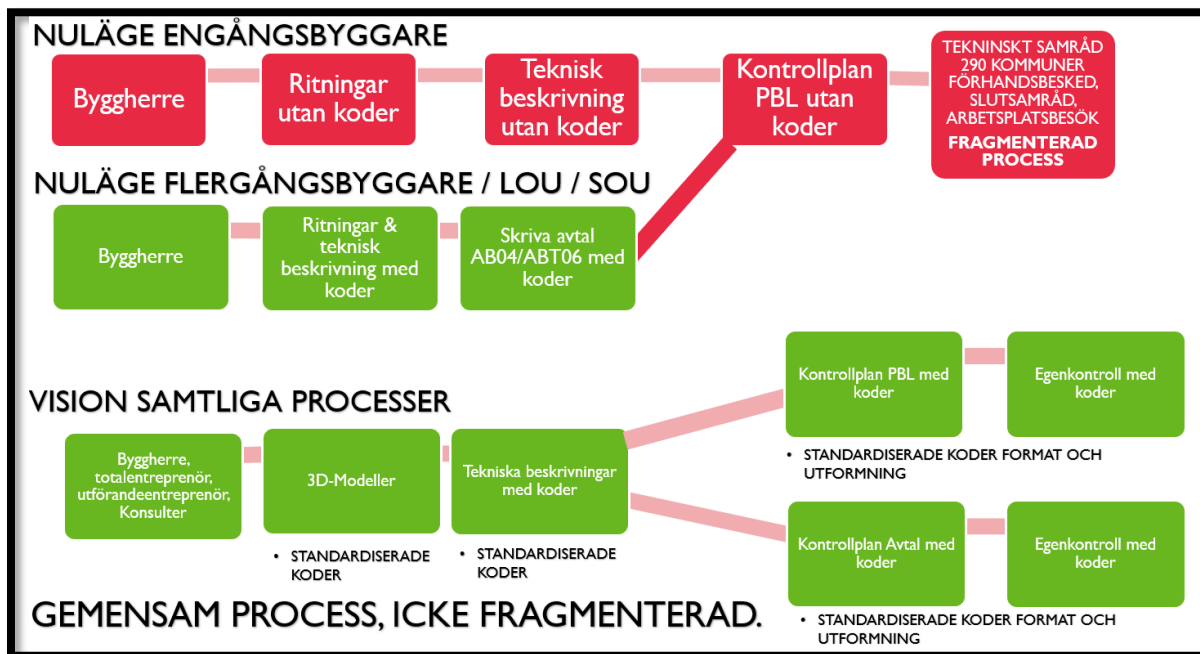 NULÄGE ENGÅNGSBYGGARE
Byggherre
Ritningar
utan koder
Teknisk
beskrivning
utan koder
Kontrollplan
PBL utan
koder
TEKNINSKT SAMRÅD
290 KOMMUNER
FÖRHANDSBESKED,
SLUTSAMRÅD,
ARBETSPLATSBESÖK
FRAGMENTERAD
PROCESS
NULÄGE FLERGÅNGSBYGGARE / LOU / SOU
Byggherre
Ritningar &
teknisk
beskrivning med
koder
Skriva avtal
AB04/ABT06 med
koder
VISION SAMTLIGA PROCESSER
Byggherre,
totalentreprenör,
utförandeentreprenör,
Konsulter
3D-Modeller
• STANDARDISERADE
KODER
Tekniska beskrivningar
med koder
• STANDARDISERADE
KODER
Kontrollplan PBL med
koder
Egenkontroll med
koder
• STANDARDISERADE KODER FORMAT OCH
UTFORMNING
Kontrollplan Avtal med
koder
Egenkontroll med
koder
• STANDARDISERADE KODER FORMAT OCH
UTFORMNING
GEMENSAM PROCESS, ICKE FRAGMENTERAD.